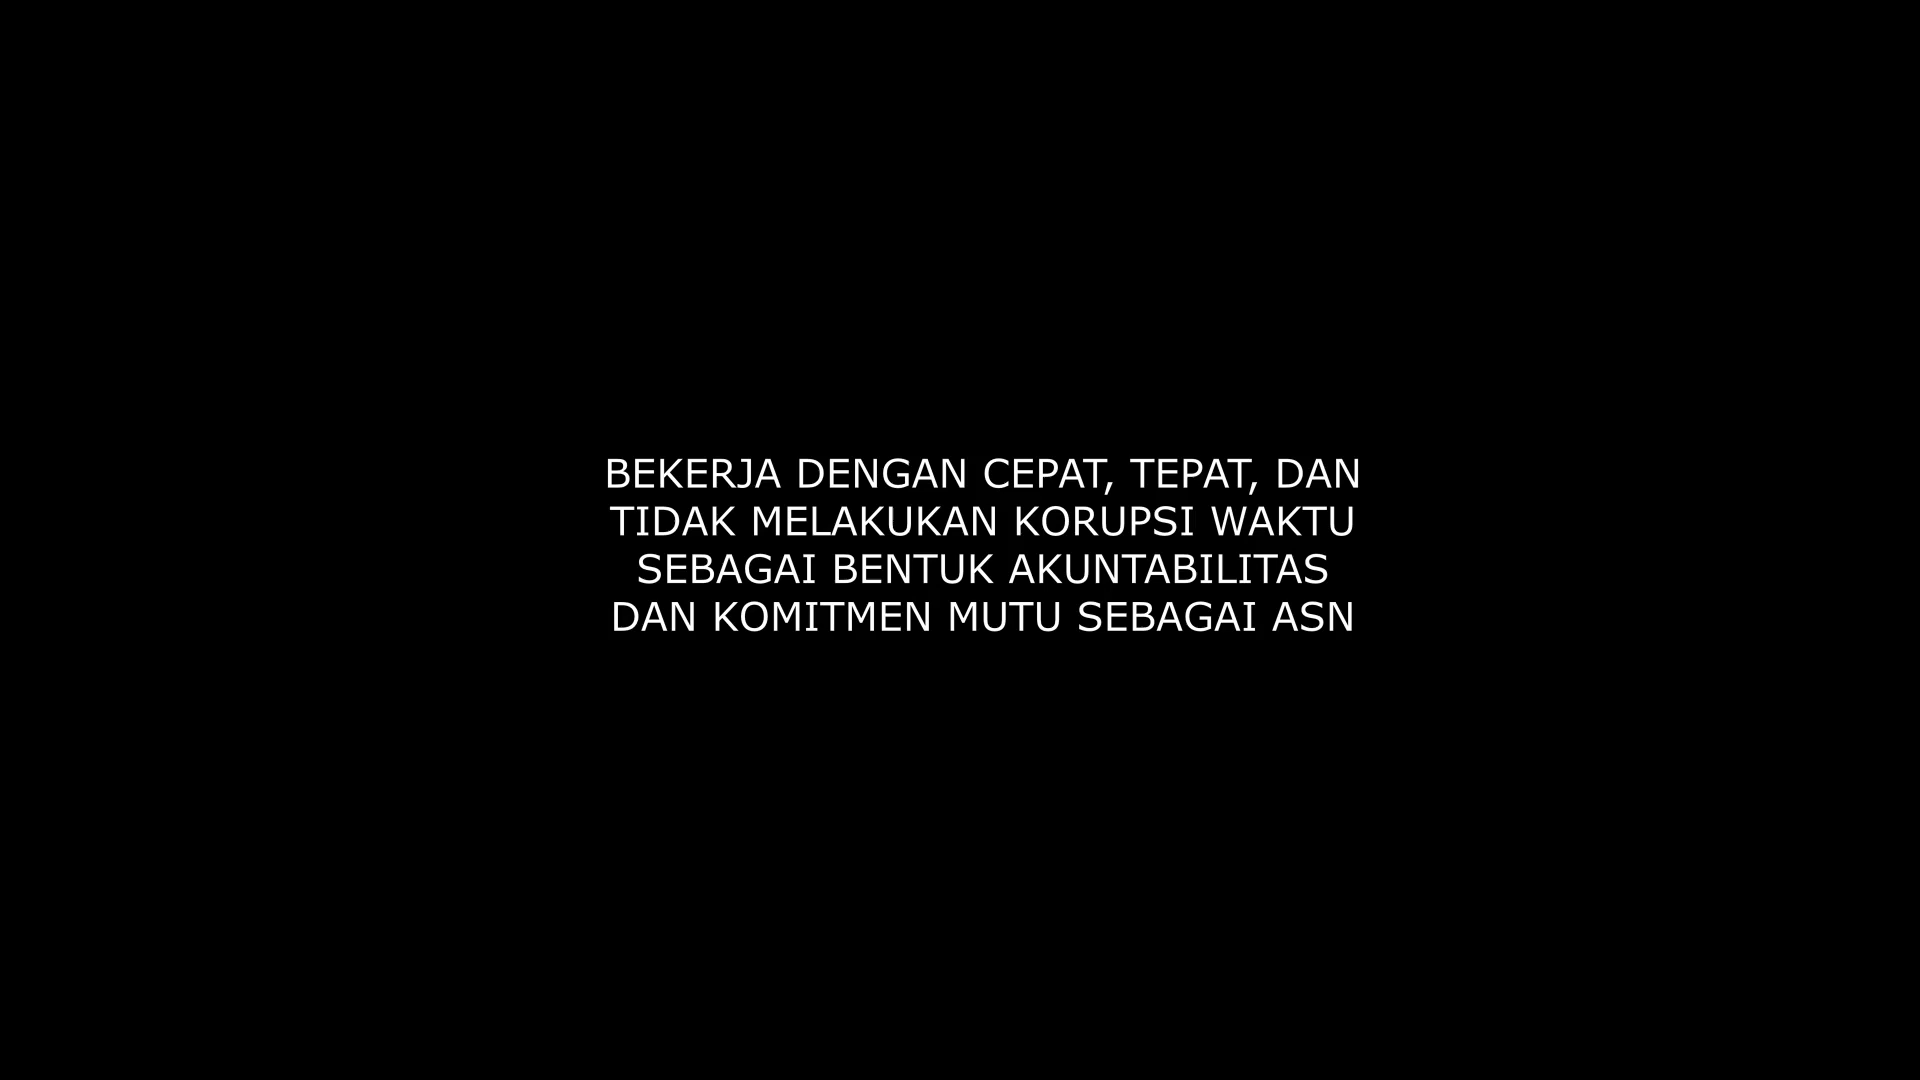 BEKERJA DENGAN CEPAT, TEPAT, DAN
TIDAK MELAKUKAN KORUPSI WAKTU
SEBAGAI BENTUK AKUNTABILITAS
DAN KOMITMEN MUTU SEBAGAI ASN